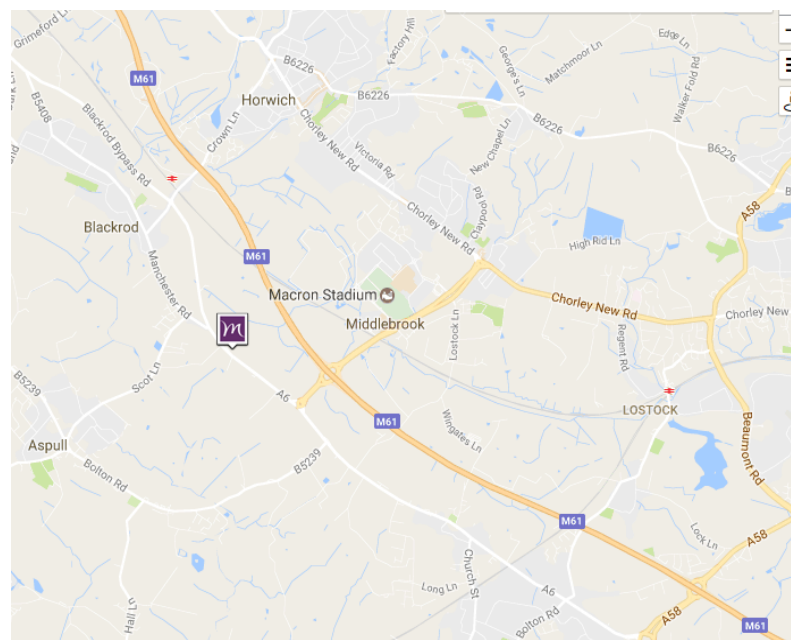 Grimeford Ln
B6226
Factory Hill
George's Ln
Matchmoor Ln
Edge Ln
Walker Fold Rd
M61
Horwich
B6226
B6226
B6226
B5408
Blackrod Bypass Rd
Crown Ln
Chorley New Rd
Victoria Rd
New Chapel Ln
Claypool Rd
A58
Blackrod
Chorley New Rd
High Rid Ln
M61
Manchester Rd
Macron Stadium
Middlebrook
Chorley New Rd
Chorley New
m
Lostock Ln
Regent Rd
Scot Ln
B5239
A6
Wingates Ln
LOSTOCK
Aspull
M61
Beaumont Rd
Bolton Rd
B5239
M61
Lock Ln
A58
Church St
Long Ln
A6
Hall Ln
Bolton Rd
M61